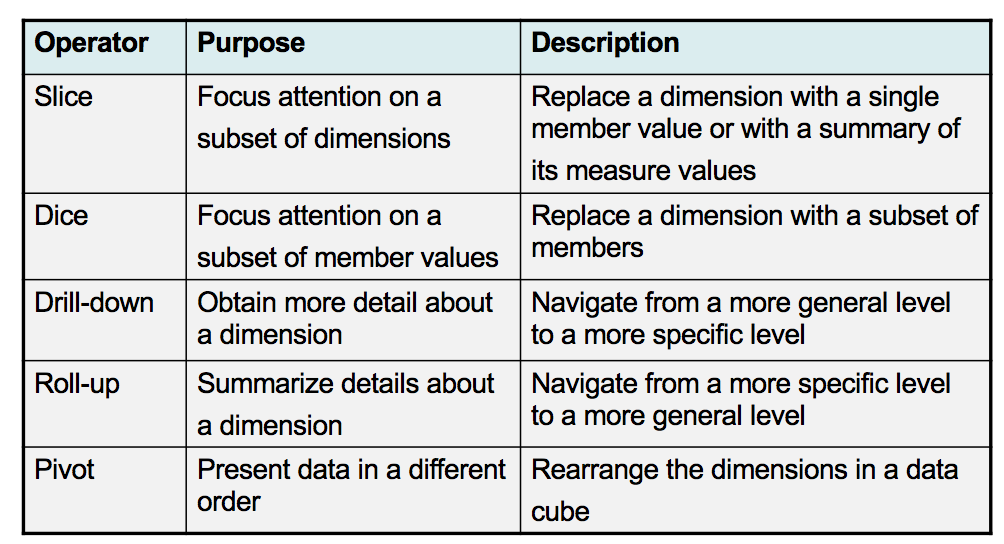 Operator Purpose Description
Slice Focus attention on a subset of dimensions Replace a dimension with a single member value or with a summary of its measure values
Dice Focus attention on a subset of member values Replace a dimension with a subset of members
Drill-down Obtain more detail about a dimension Navigate from a more general level to a more specific level
Roll-up Summarize details about a dimension Navigate from a more specific level to a more general level
Pivot Present data in a different order Rearrange the dimensions in a data cube